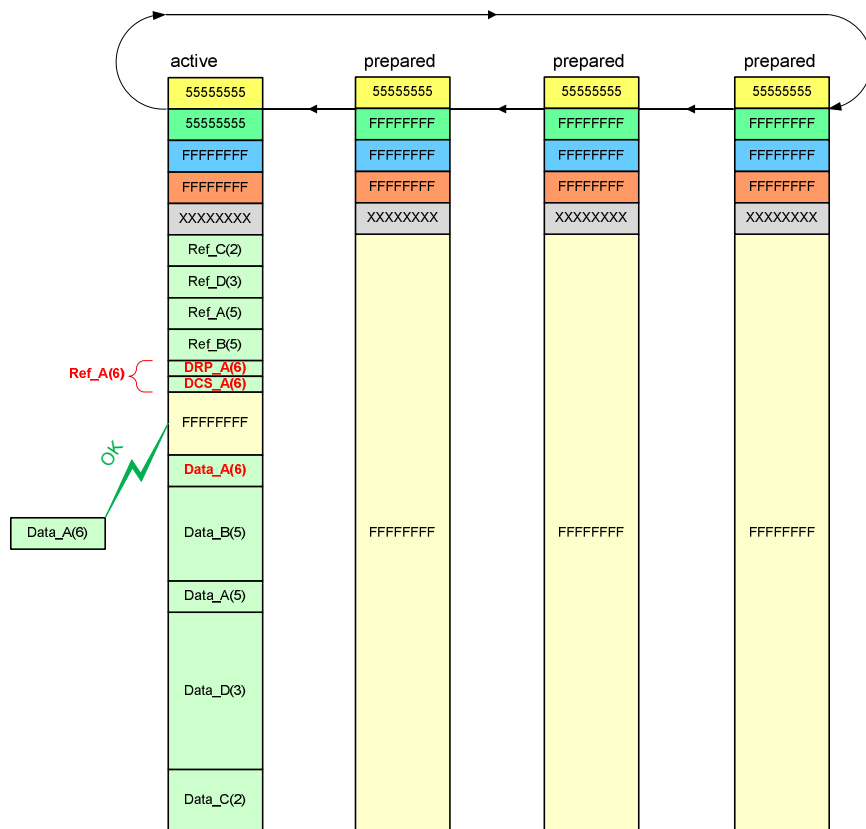 active
prepared
prepared
prepared
55555555
55555555
55555555
55555555
55555555
FFFFFFFF
FFFFFFFF
FFFFFFFF
FFFFFFFF
FFFFFFFF
FFFFFFFF
FFFFFFFF
FFFFFFFF
FFFFFFFF
FFFFFFFF
FFFFFFFF
XXXXXXXX
XXXXXXXX
XXXXXXXX
XXXXXXXX
Ref_C(2)
Ref_D(3)
Ref_A(5)
Ref_B(5)
Ref_A(6)
DRP_A(6)
DCS_A(6)
FFFFFFFF
OK
Data_A(6)
Data_A(6)
Data_B(5)
FFFFFFFF
FFFFFFFF
FFFFFFFF
Data_A(5)
Data_D(3)
Data_C(2)